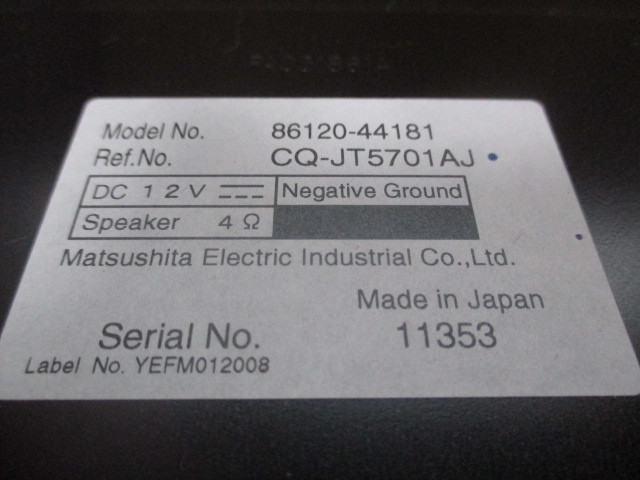 Model No. 86120-44181
Ref.No. CQ-JT5701AJ
DC 12V Negative Ground
Speaker 4Ω
Matsushita Electric Industrial Co.,Ltd.
Made in Japan
Serial No. 11353
Label No. YEFM012008